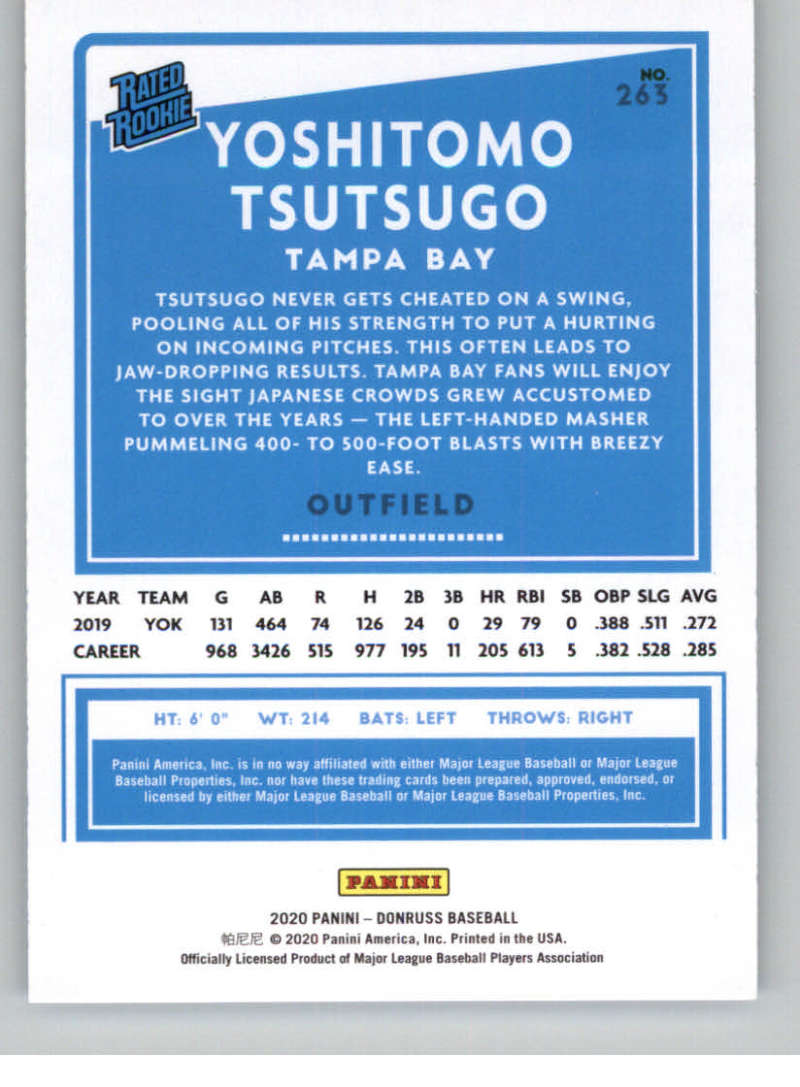 RATED
ROOKIE
NO.
263
YOSHITOMO
TSUTSUGO
TAMPA BAY
TSUTSUGO NEVER GETS CHEATED ON A SWING,
POOLING ALL OF HIS STRENGTH TO PUT A HURTING
ON INCOMING PITCHES. THIS OFTEN LEADS TO
JAW-DROPPING RESULTS. TAMPA BAY FANS WILL ENJOY
THE SIGHT JAPANESE CROWDS GREW ACCUSTOMED
TO OVER THE YEARS — THE LEFT-HANDED MASHER
PUMMELING 400- TO 500-FOOT BLASTS WITH BREEZY
EASE.
OUTFIELD
YEAR TEAM G AB R H 2B 3B HR RBI SB OBP SLG AVG
2019 YOK 131 464 74 126 24 0 29 79 0 .388 .511 .272
CAREER 968 3426 515 977 195 11 205 613 5 .382 .528 .285
HT: 6' 0" WT: 214 BATS: LEFT THROWS: RIGHT
Panini America, Inc. is in no way affiliated with either Major League Baseball or Major League
Baseball Properties, Inc. nor have these trading cards been prepared, approved, endorsed, or
licensed by either Major League Baseball or Major League Baseball Properties, Inc.
PANINI
2020 PANINI – DONRUSS BASEBALL
帕尼尼 © 2020 Panini America, Inc. Printed in the USA.
Officially Licensed Product of Major League Baseball Players Association